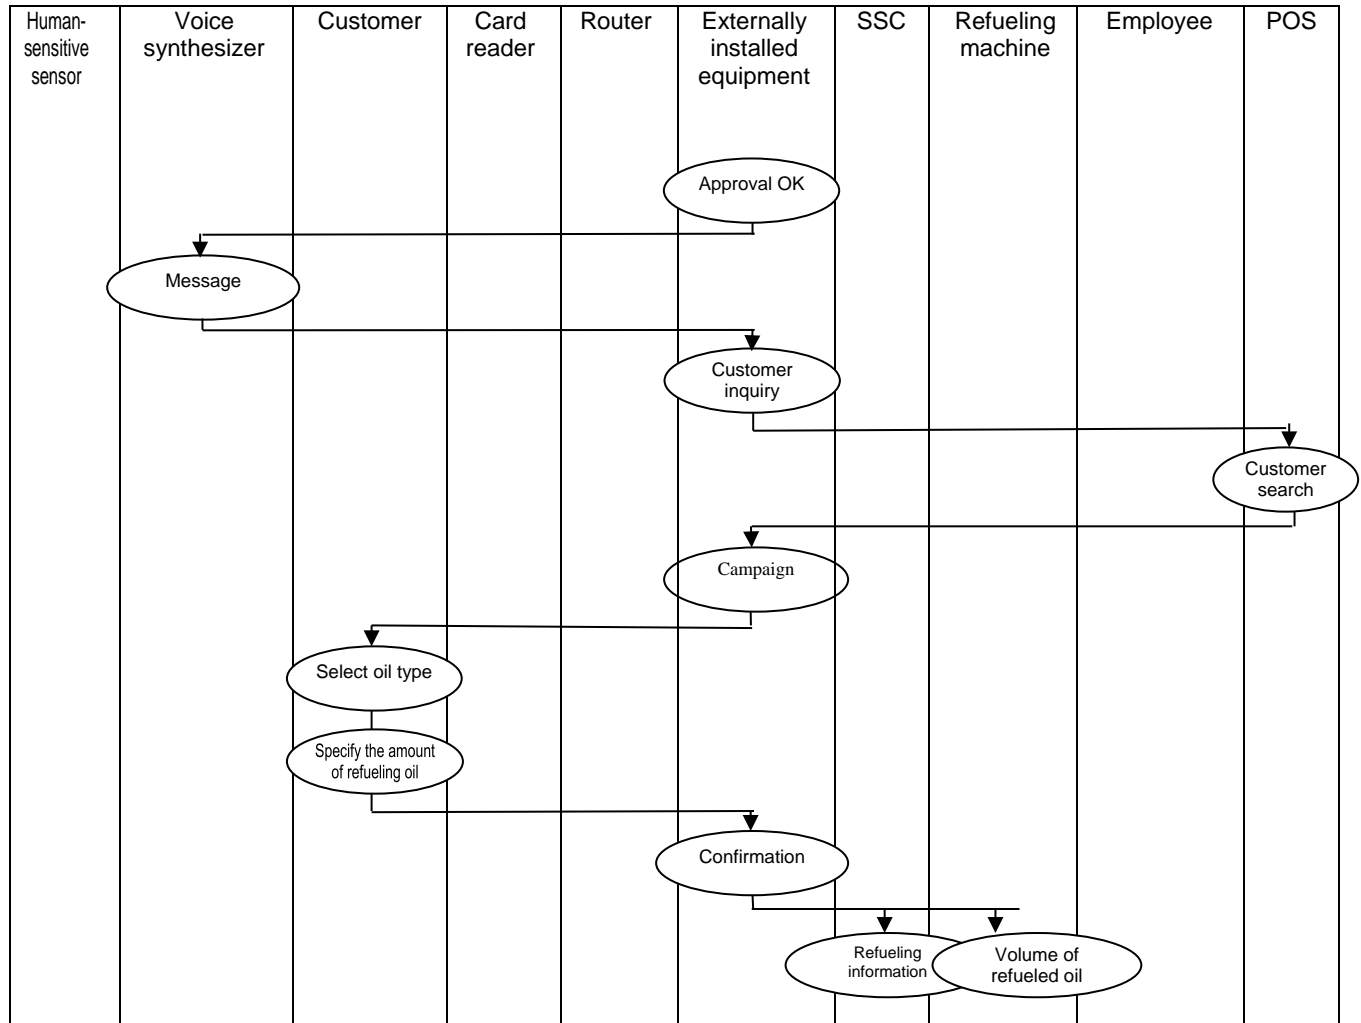 Human-
sensitive
sensor
Voice
synthesizer
Customer
Card
reader
Router
Externally
installed
equipment
SSC
Refueling
machine
Employee
POS
Approval OK
Message
Customer
inquiry
Customer
search
Campaign
Select oil type
Specify the amount
of refueling oil
Confirmation
Refueling
information
Volume of
refueled oil